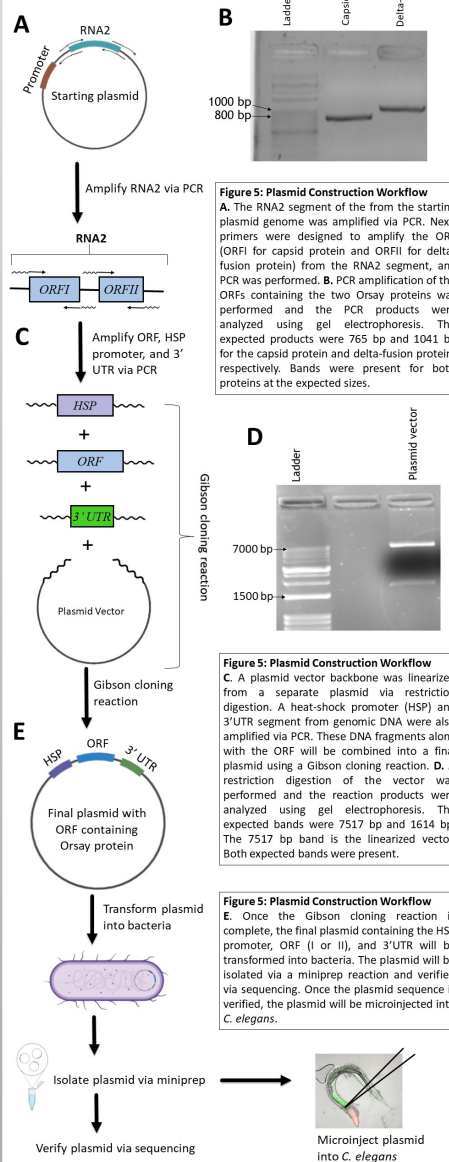 A
RNA2
Promoter
Starting plasmid
Amplify RNA2 via PCR
RNA2
ORFI
ORFII
B
Ladder
Capsi
Delta-
1000 bp
800 bp
Figure 5: Plasmid Construction Workflow
A. The RNA2 segment of the from the startin
plasmid genome was amplified via PCR. Nex
primers were designed to amplify the OR
(ORFI for capsid protein and ORFII for delta
fusion protein) from the RNA2 segment, an
PCR was performed. B. PCR amplification of th
ORFs containing the two Orsay proteins wa
performed and the PCR products wer
analyzed using gel electrophoresis. Th
expected products were 765 bp and 1041 b
for the capsid protein and delta-fusion protein
respectively. Bands were present for bot
proteins at the expected sizes.
C
Amplify ORF, HSP
promoter, and 3’
UTR via PCR
HSP
+
ORF
+
3’UTR
+
Plasmid Vector
Gibson cloning reaction
Gibson cloning
reaction
D
Ladder
Plasmid vector
7000 bp
1500 bp
Figure 5: Plasmid Construction Workflow
C. A plasmid vector backbone was linearize
from a separate plasmid via restrictio
digestion. A heat-shock promoter (HSP) an
3’UTR segment from genomic DNA were als
amplified via PCR. These DNA fragments alon
with the ORF will be combined into a fina
plasmid using a Gibson cloning reaction. D.
restriction digestion of the vector wa
performed and the reaction products wer
analyzed using gel electrophoresis. Th
expected bands were 7517 bp and 1614 bp
The 7517 bp band is the linearized vecto
Both expected bands were present.
E
HSP
ORF
3’ UTR
Final plasmid with
ORF containing
Orsay protein
Transform plasmid
into bacteria
Figure 5: Plasmid Construction Workflow
E. Once the Gibson cloning reaction i
complete, the final plasmid containing the HS
promoter, ORF (I or II), and 3’UTR will b
transformed into bacteria. The plasmid will b
isolated via a miniprep reaction and verifie
via sequencing. Once the plasmid sequence i
verified, the plasmid will be microinjected int
C. elegans.
Isolate plasmid via miniprep
Verify plasmid via sequencing
Microinject plasmid
into C. elegans